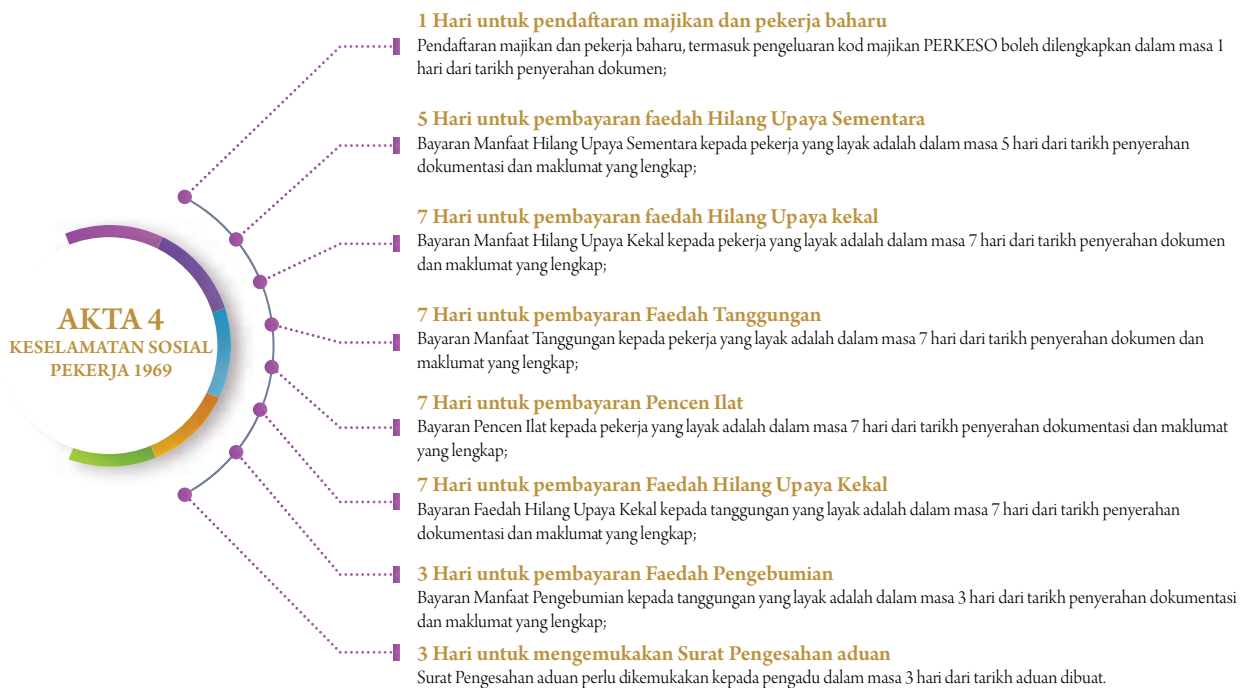 1 Hari untuk pendaftaran majikan dan pekerja baharu
Pendaftaran majikan dan pekerja baharu, termasuk pengeluaran kod majikan PERKESO boleh dilengkapkan dalam masa 1
hari dari tarikh penyerahan dokumen;
5 Hari untuk pembayaran faedah Hilang Upaya Sementara
Bayaran Manfaat Hilang Upaya Sementara kepada pekerja yang layak adalah dalam masa 5 hari dari tarikh penyerahan
dokumentasi dan maklumat yang lengkap;
7 Hari untuk pembayaran faedah Hilang Upaya kekal
Bayaran Manfaat Hilang Upaya Kekal kepada pekerja yang layak adalah dalam masa 7 hari dari tarikh penyerahan dokumen
dan maklumat yang lengkap;
AKTA 4
KESELAMATAN SOSIAL
PEKERJA 1969
7 Hari untuk pembayaran Faedah Tanggungan
Bayaran Manfaat Tanggungan kepada pekerja yang layak adalah dalam masa 7 hari dari tarikh penyerahan dokumen dan
maklumat yang lengkap;
7 Hari untuk pembayaran Pencen Ilat
Bayaran Pencen Ilat kepada pekerja yang layak adalah dalam masa 7 hari dari tarikh penyerahan dokumentasi dan maklumat
yang lengkap;
7 Hari untuk pembayaran Faedah Hilang Upaya Kekal
Bayaran Faedah Hilang Upaya Kekal kepada tanggungan yang layak adalah dalam masa 7 hari dari tarikh penyerahan
dokumentasi dan maklumat yang lengkap;
3 Hari untuk pembayaran Faedah Pengebumian
Bayaran Manfaat Pengebumian kepada tanggungan yang layak adalah dalam masa 3 hari dari tarikh penyerahan dokumentasi
dan maklumat yang lengkap;
3 Hari untuk mengemukakan Surat Pengesahan aduan
Surat Pengesahan aduan perlu dikemukakan kepada pengadu dalam masa 3 hari dari tarikh aduan dibuat.